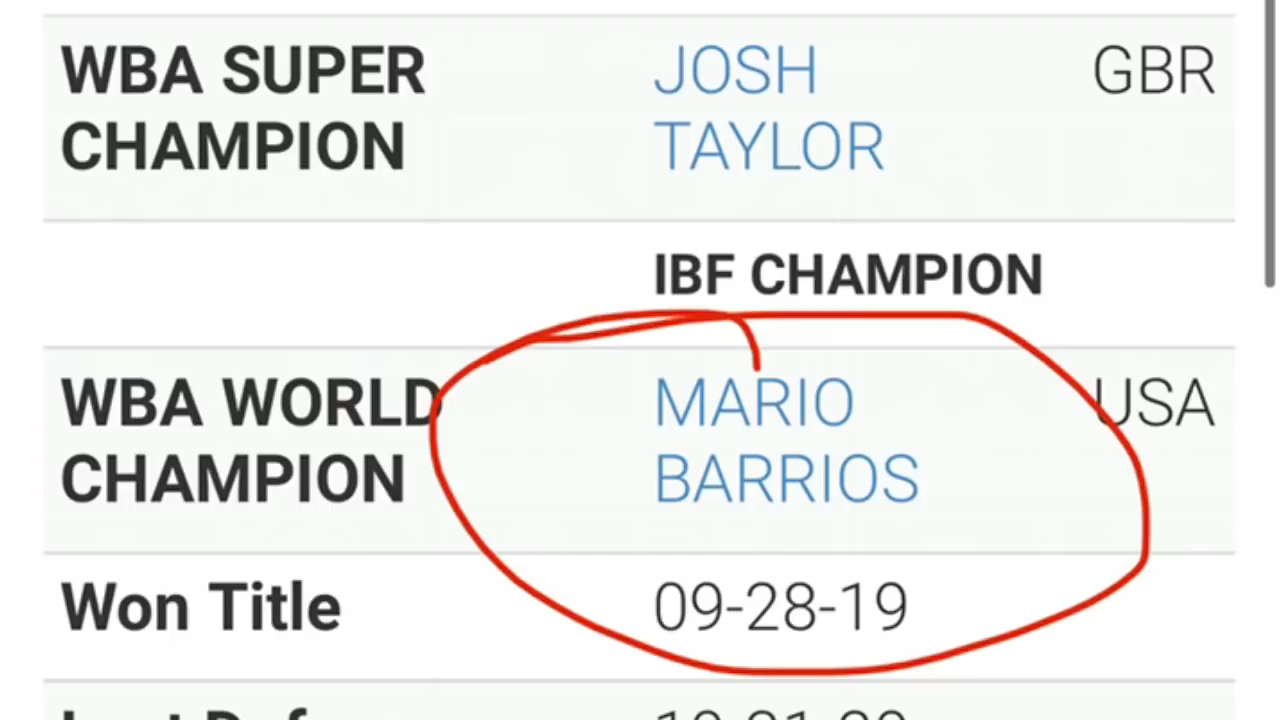 WBA SUPER JOSH GBR
CHAMPION TAYLOR
IBF CHAMPION
WBA WORLD MARIO USA
CHAMPION BARRIOS
Won Title 09-28-19